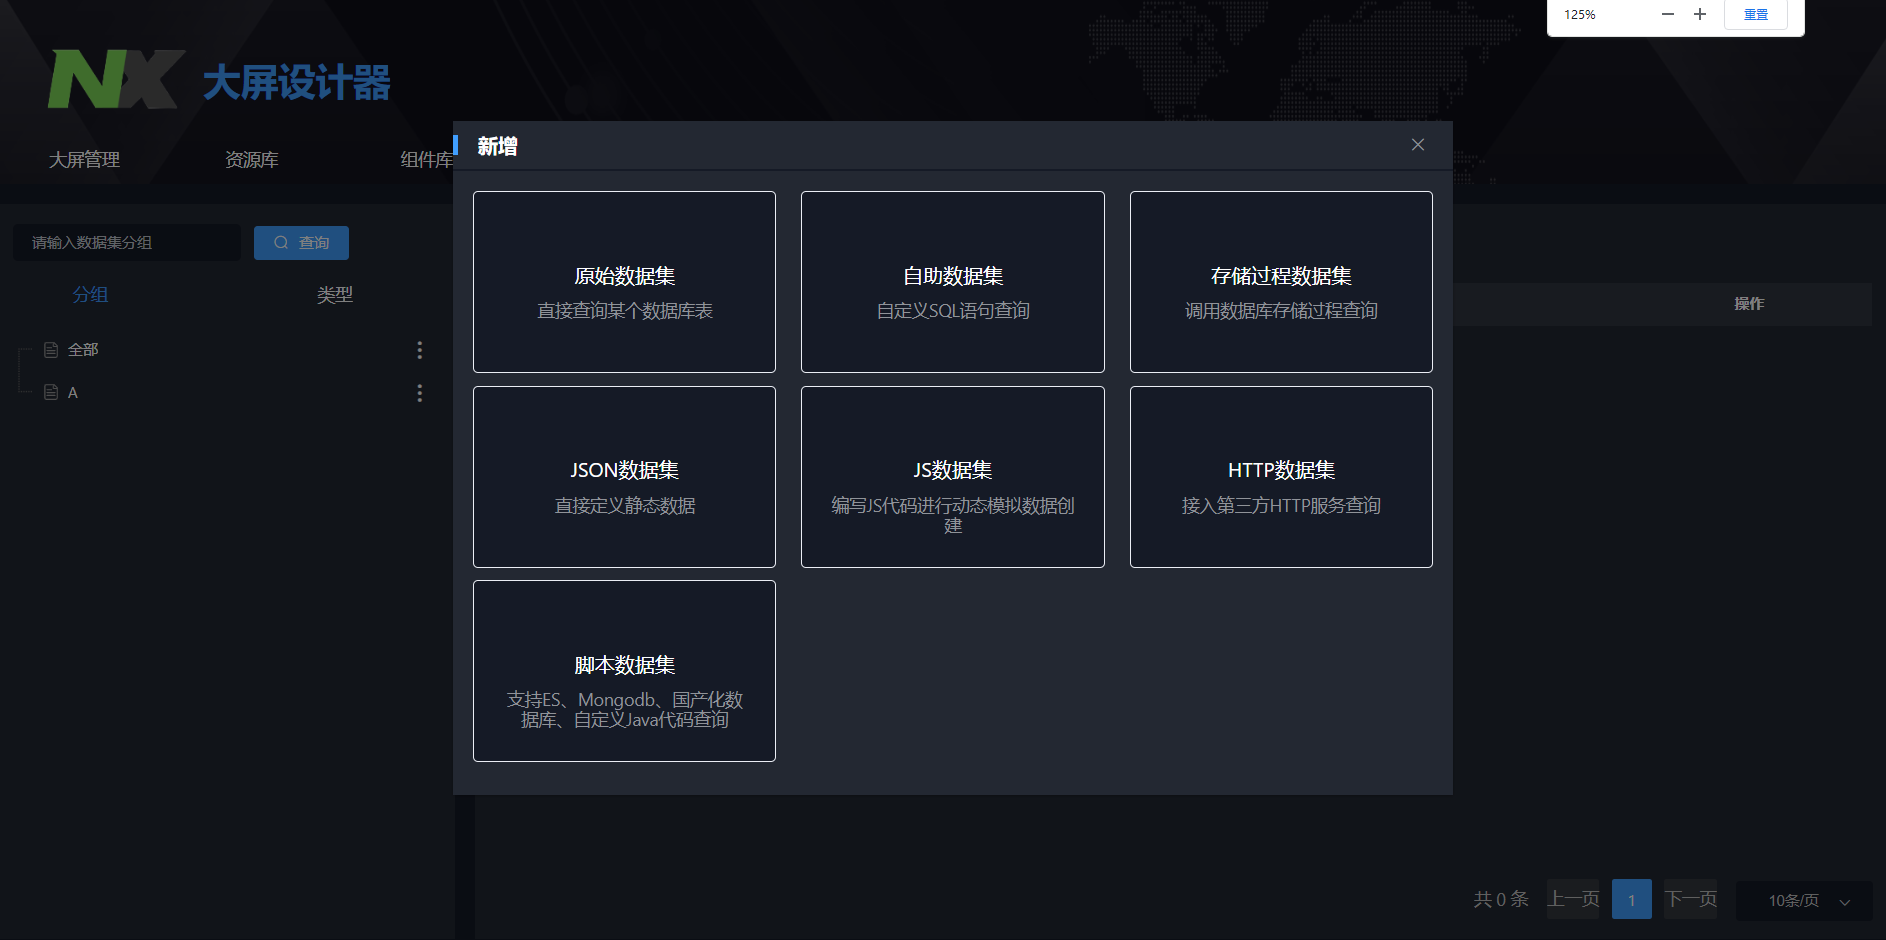 125%
重置
NX 大屏设计器
大屏管理 资源库 组件库
新增
请输入数据集分组 查询
分组 类型
全部
A
原始数据集
直接查询某个数据库表
自助数据集
自定义SQL语句查询
存储过程数据集
调用数据库存储过程查询
操作
JSON数据集
直接定义静态数据
JS数据集
编写JS代码进行动态模拟数据创
建
HTTP数据集
接入第三方HTTP服务查询
脚本数据集
支持ES、Mongodb、国产化数
据库、自定义Java代码查询
共 0 条 上一页 1 下一页 10条/页